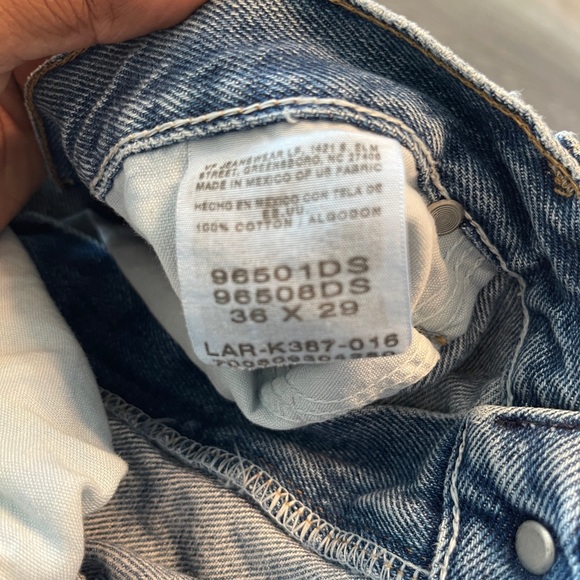 VF JEANSWEAR LP, 1421 S. ELM
STREET, GREENSBORO, NC 27406
MADE IN MEXICO OF US FABRIC
HECHO EN MEXICO CON TELA DE
EE.UU
100% COTTON / ALGODON
96501DS
96508DS
36 X 29
LAR-K387-016